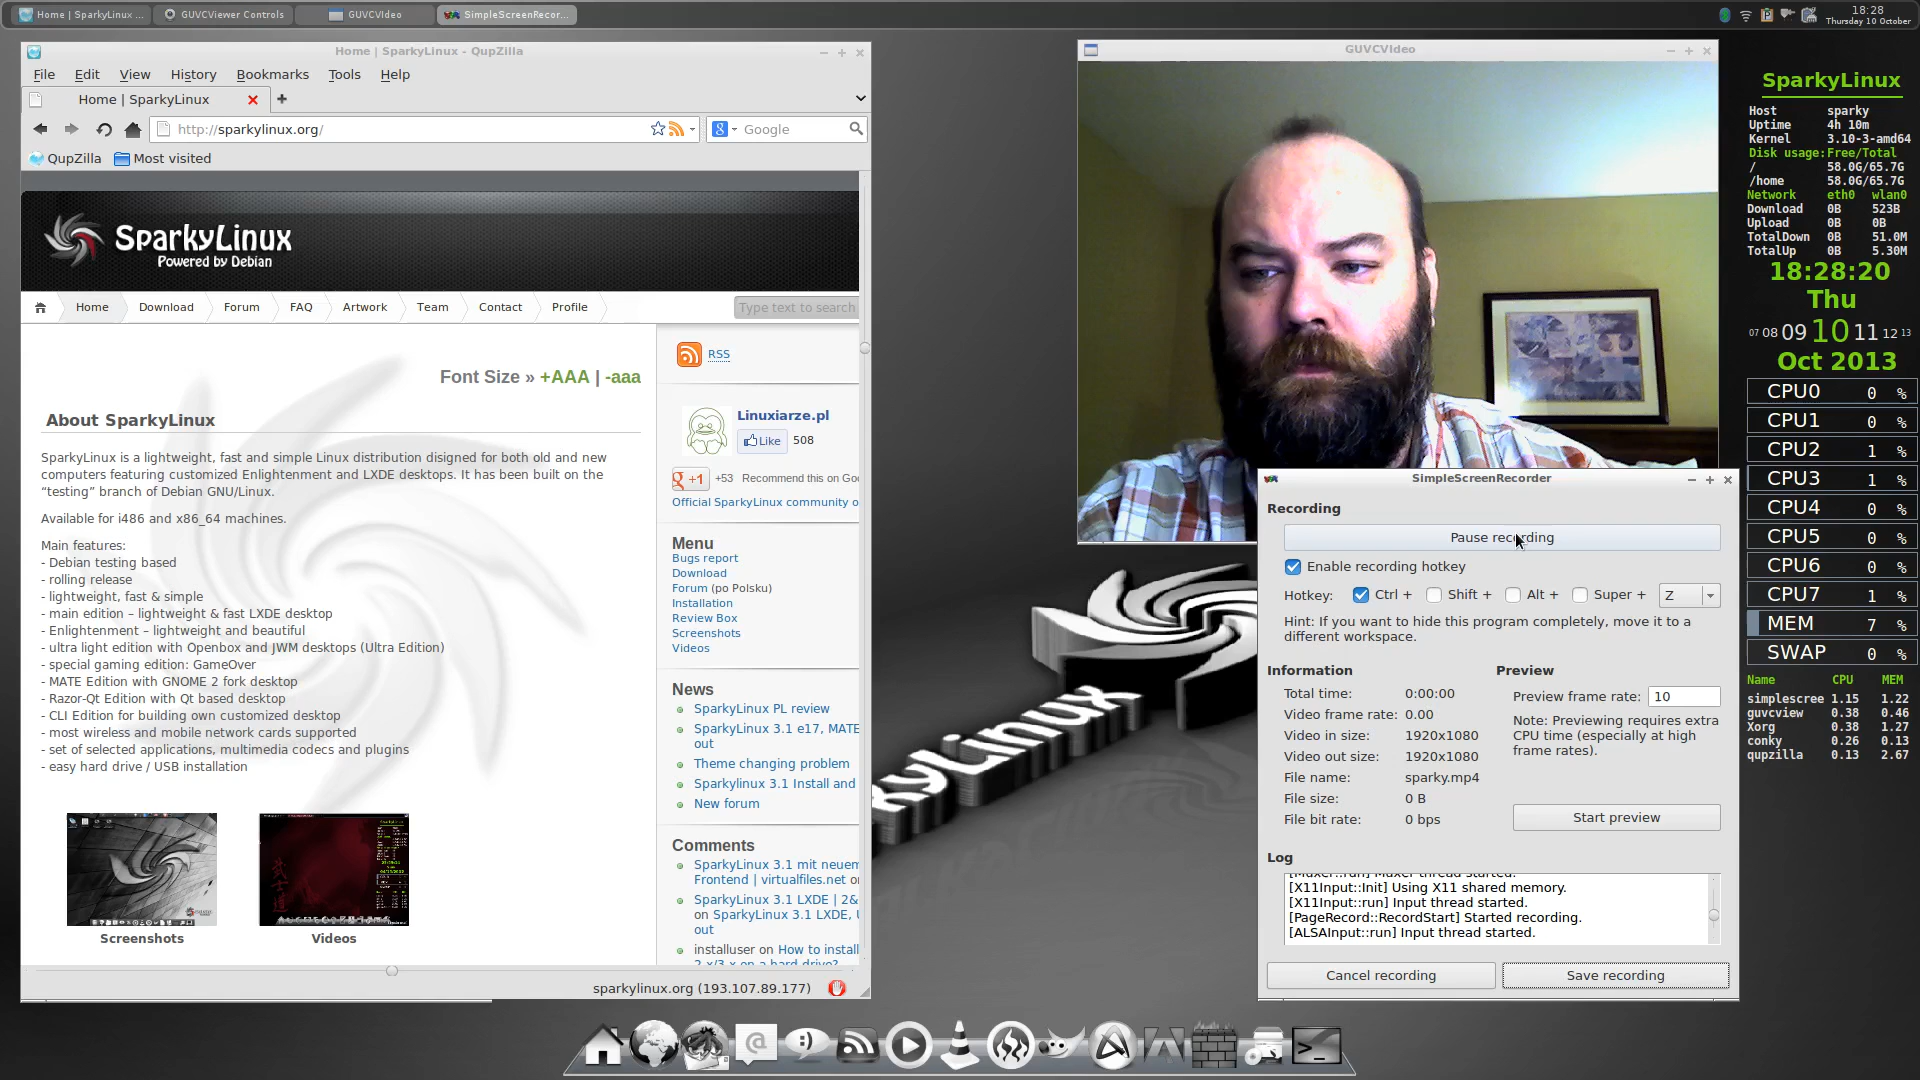 Home | SparkyLinux ...
GUVCViewer Controls
GUVCVideo
SimpleScreenRecor...
18:28
Thursday 10 October
Home | SparkyLinux - QupZilla
File Edit View History Bookmarks Tools Help
Home | SparkyLinux
http://sparkylinux.org/
Google
QupZilla Most visited
SparkyLinux
Powered by Debian
Home Download Forum FAQ Artwork Team Contact Profile
Type text to search
Font Size » +AAA | -aaa
About SparkyLinux
SparkyLinux is a lightweight, fast and simple Linux distribution disigned for both old and new
computers featuring customized Enlightenment and LXDE desktops. It has been built on the
“testing” branch of Debian GNU/Linux.
Available for i486 and x86_64 machines.
Main features:
- Debian testing based
- rolling release
- lightweight, fast & simple
- main edition – lightweight & fast LXDE desktop
- Enlightenment – lightweight and beautiful
- ultra light edition with Openbox and JWM desktops (Ultra Edition)
- special gaming edition: GameOver
- MATE Edition with GNOME 2 fork desktop
- Razor-Qt Edition with Qt based desktop
- CLI Edition for building own customized desktop
- most wireless and mobile network cards supported
- set of selected applications, multimedia codecs and plugins
- easy hard drive / USB installation
Screenshots
Videos
RSS
Linuxiarze.pl
Like 508
g +1 +53 Recommend this on Goo
Official SparkyLinux community o
Menu
Bugs report
Download
Forum (po Polsku)
Installation
Review Box
Screenshots
Videos
News
SparkyLinux PL review
SparkyLinux 3.1 e17, MATE
out
Theme changing problem
Sparkylinux 3.1 Install and
New forum
Comments
SparkyLinux 3.1 mit neuem
Frontend | virtualfiles.net on
SparkyLinux 3.1 LXDE | 2&
on SparkyLinux 3.1 LXDE,
out
installuser on How to install
2.x/3.x on a hard drive?
sparkylinux.org (193.107.89.177)
GUVCVideo
kyLinux
SimpleScreenRecorder
Recording
Pause recording
Enable recording hotkey
Hotkey: Ctrl + Shift + Alt + Super + Z
Hint: If you want to hide this program completely, move it to a
different workspace.
Information
Total time: 0:00:00
Video frame rate: 0.00
Video in size: 1920x1080
Video out size: 1920x1080
File name: sparky.mp4
File size: 0 B
File bit rate: 0 bps
Preview
Preview frame rate: 10
Note: Previewing requires extra
CPU time (especially at high
frame rates).
Start preview
Log
[Muxer::run] Muxer thread started.
[X11Input::Init] Using X11 shared memory.
[X11Input::run] Input thread started.
[PageRecord::RecordStart] Started recording.
[ALSAInput::run] Input thread started.
Cancel recording
Save recording
SparkyLinux
Host sparky
Uptime 4h 10m
Kernel 3.10-3-amd64
Disk usage:Free/Total
/ 58.0G/65.7G
/home 58.0G/65.7G
Network eth0 wlan0
Download 0B 523B
Upload 0B 0B
TotalDown 0B 51.0M
TotalUp 0B 5.30M
18:28:20
Thu
07 08 09 10 11 12 13
Oct 2013
CPU0 0 %
CPU1 0 %
CPU2 1 %
CPU3 1 %
CPU4 0 %
CPU5 0 %
CPU6 0 %
CPU7 1 %
MEM 7 %
SWAP 0 %
Name CPU MEM
simplescree 1.15 1.22
guvcview 0.38 0.46
Xorg 0.38 1.27
conky 0.26 0.13
qupzilla 0.13 2.67